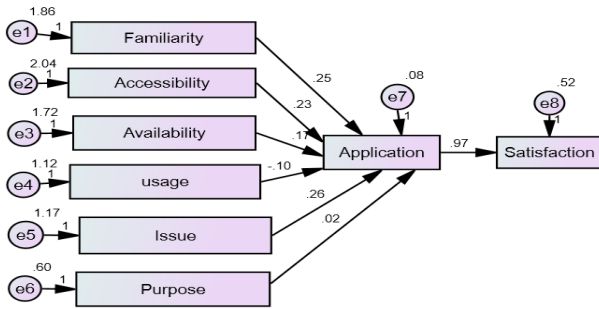 1.86
e1
1
Familiarity
.25
2.04
e2
1
Accessibility
.23
1.72
e3
1
Availability
.17
1.12
e4
1
usage
-.10
1.17
e5
1
Issue
.26
.60
e6
1
Purpose
.02
.08
e7
1
Application
.97
.52
e8
1
Satisfaction